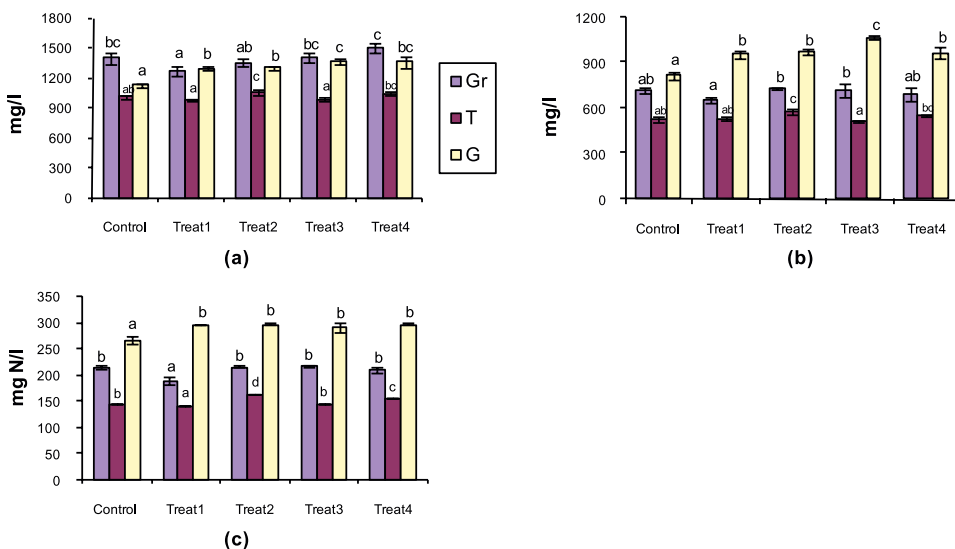 1800
1500
1200
900
600
300
0
mg/l
bc
ab
a
a
a
b
ab
c
b
bc
a
c
c
bc
bc
Control
Treat1
Treat2
Treat3
Treat4
(a)
Gr
T
G
1200
900
600
300
0
mg/l
ab
ab
a
a
ab
b
b
c
b
b
a
c
ab
bc
b
Control
Treat1
Treat2
Treat3
Treat4
(b)
350
300
250
200
150
100
50
0
mg N/l
b
b
a
a
a
b
b
d
b
b
b
b
b
c
b
Control
Treat1
Treat2
Treat3
Treat4
(c)